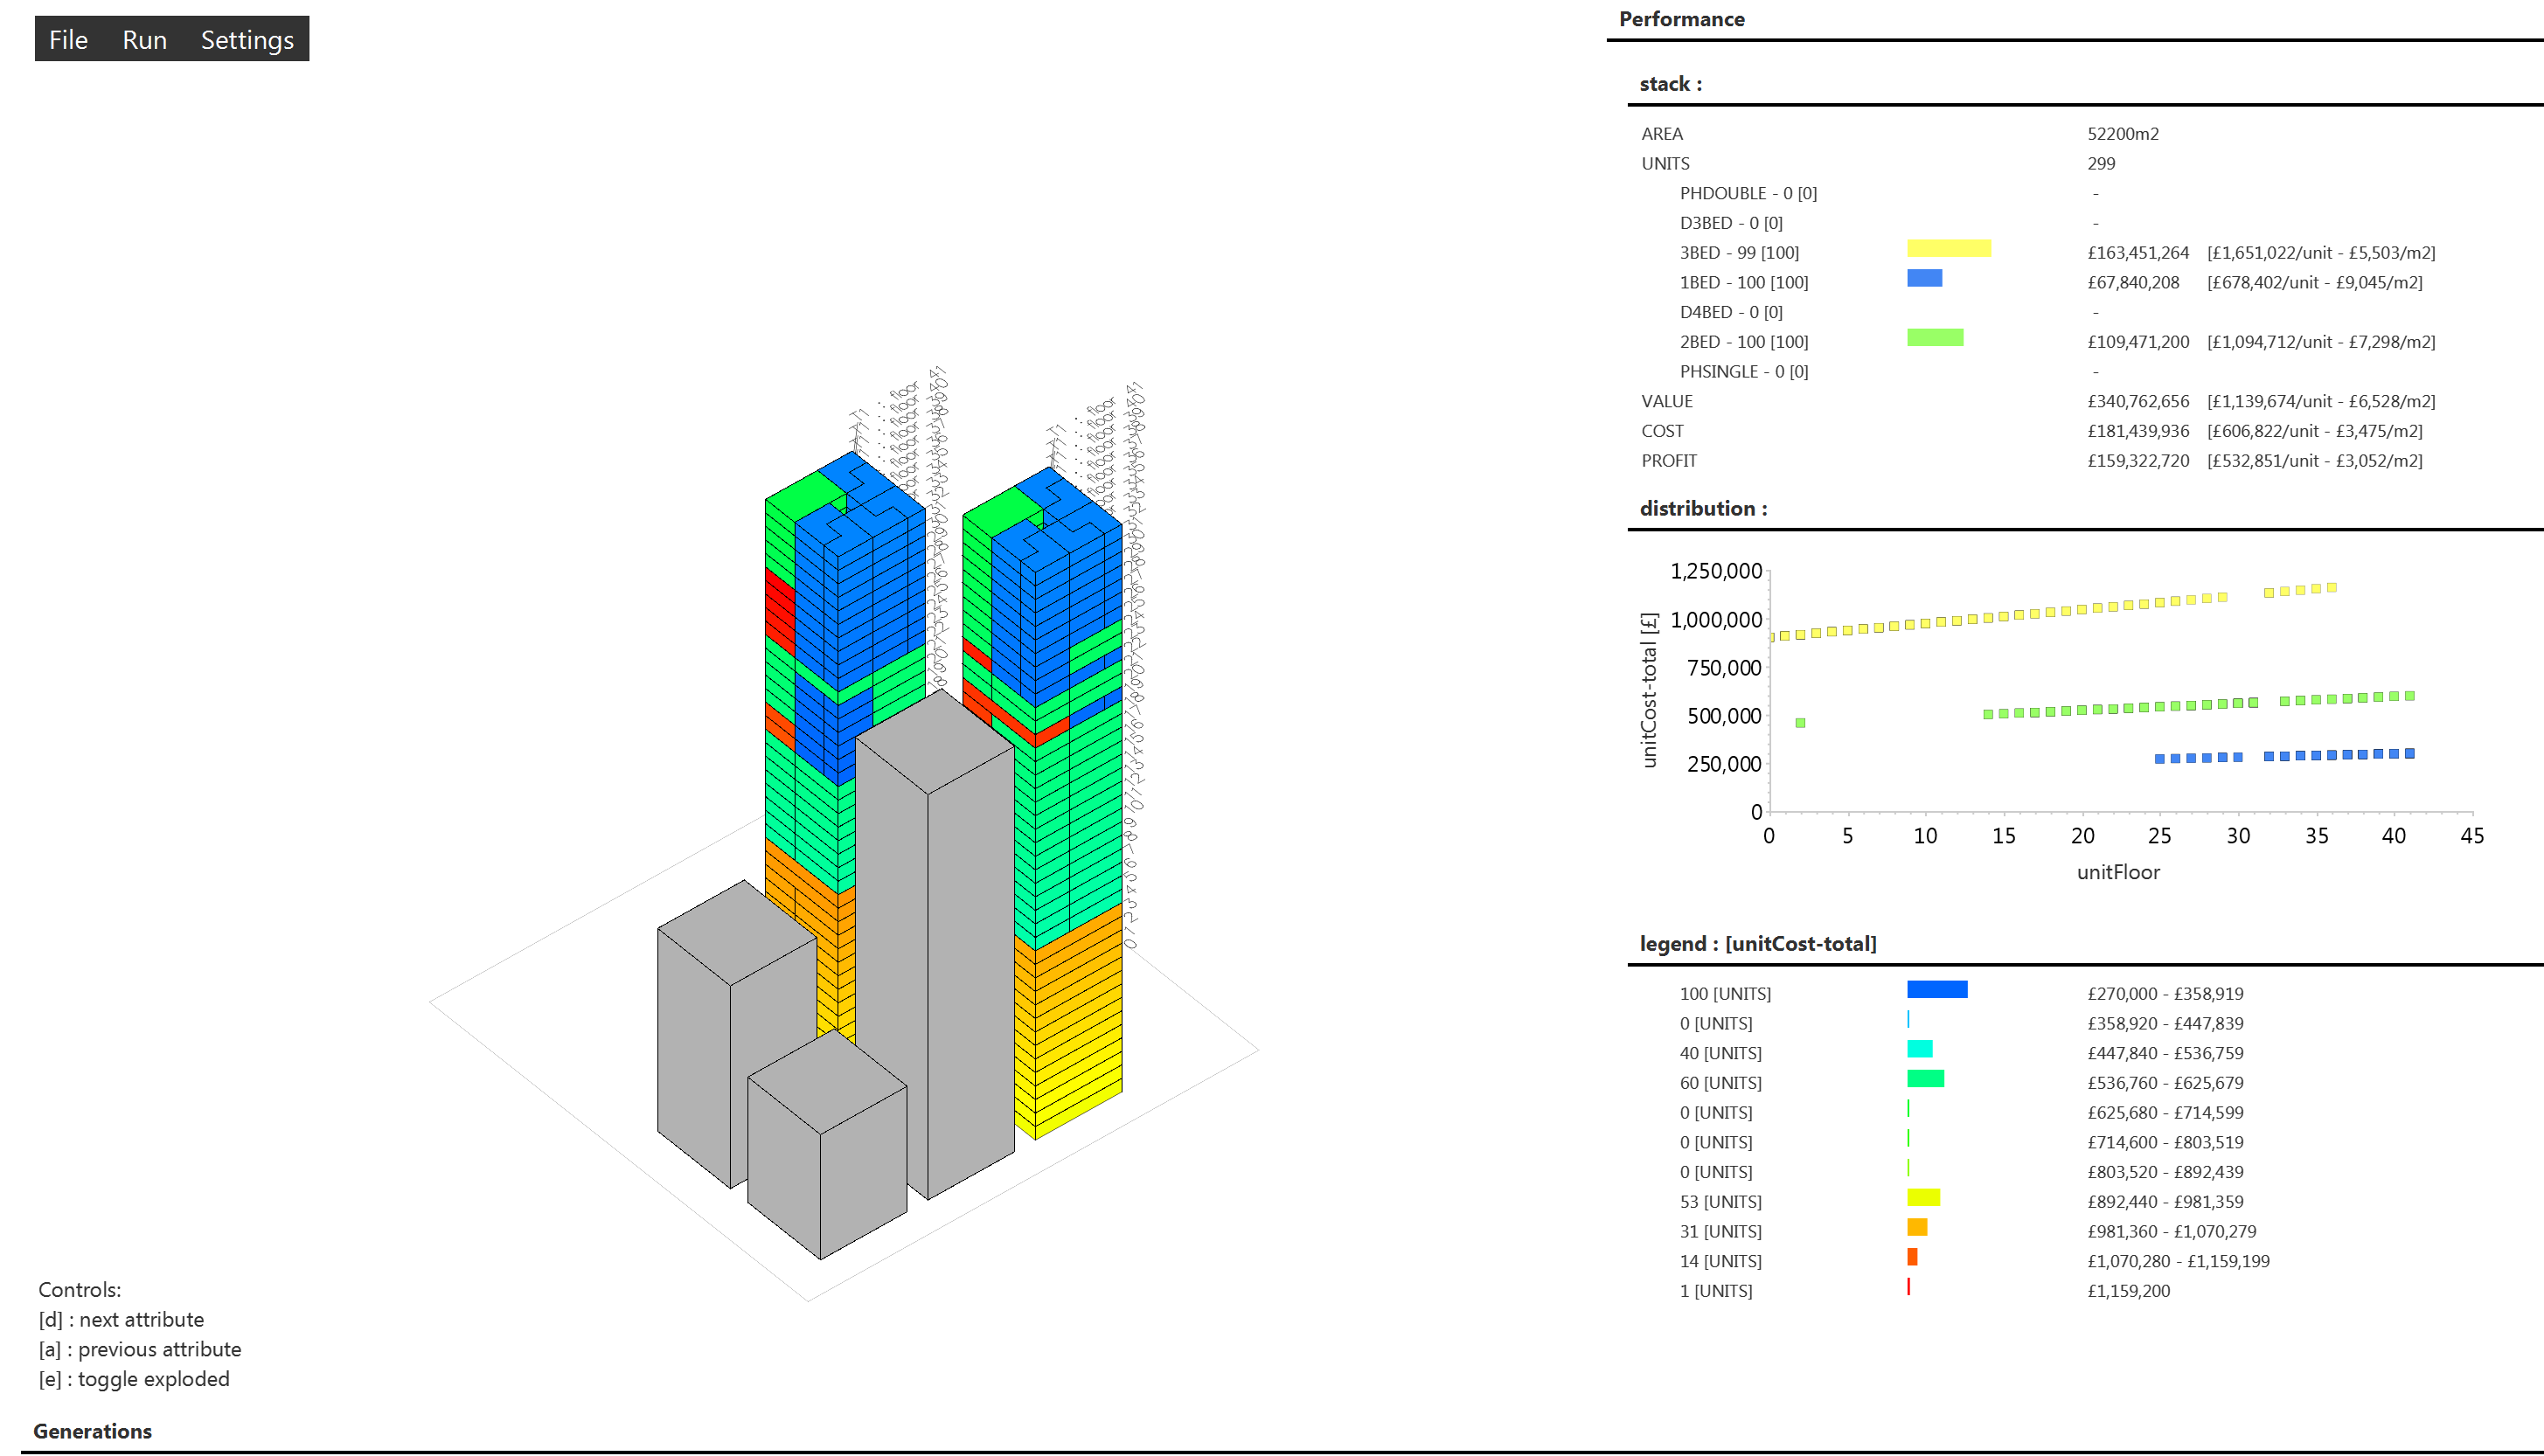 File Run Settings
Performance
stack :
AREA 52200m2
UNITS 299
PHDOUBLE - 0 [0] -
D3BED - 0 [0] -
3BED - 99 [100] £163,451,264 [£1,651,022/unit - £5,503/m2]
1BED - 100 [100] £67,840,208 [£678,402/unit - £9,045/m2]
D4BED - 0 [0] -
2BED - 100 [100] £109,471,200 [£1,094,712/unit - £7,298/m2]
PHSINGLE - 0 [0] -
VALUE £340,762,656 [£1,139,674/unit - £6,528/m2]
COST £181,439,936 [£606,822/unit - £3,475/m2]
PROFIT £159,322,720 [£532,851/unit - £3,052/m2]
distribution :
unitCost-total [£]
1,250,000
1,000,000
750,000
500,000
250,000
0
0 5 10 15 20 25 30 35 40 45
unitFloor
legend : [unitCost-total]
100 [UNITS] £270,000 - £358,919
0 [UNITS] £358,920 - £447,839
40 [UNITS] £447,840 - £536,759
60 [UNITS] £536,760 - £625,679
0 [UNITS] £625,680 - £714,599
0 [UNITS] £714,600 - £803,519
0 [UNITS] £803,520 - £892,439
53 [UNITS] £892,440 - £981,359
31 [UNITS] £981,360 - £1,070,279
14 [UNITS] £1,070,280 - £1,159,199
1 [UNITS] £1,159,200
Controls:
[d] : next attribute
[a] : previous attribute
[e] : toggle exploded
Generations